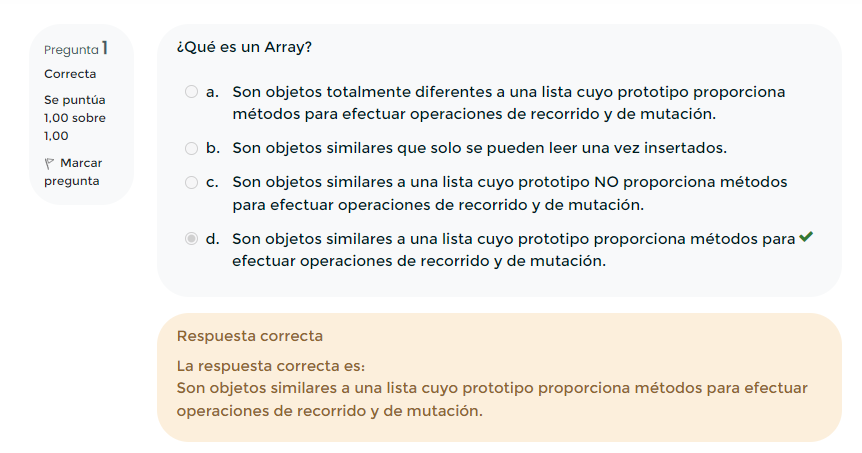 Pregunta 1
Correcta
Se puntúa
1,00 sobre
1,00
Marcar
pregunta
¿Qué es un Array?
a. Son objetos totalmente diferentes a una lista cuyo prototipo proporciona
métodos para efectuar operaciones de recorrido y de mutación.
b. Son objetos similares que solo se pueden leer una vez insertados.
c. Son objetos similares a una lista cuyo prototipo NO proporciona métodos
para efectuar operaciones de recorrido y de mutación.
d. Son objetos similares a una lista cuyo prototipo proporciona métodos para
efectuar operaciones de recorrido y de mutación.
Respuesta correcta
La respuesta correcta es:
Son objetos similares a una lista cuyo prototipo proporciona métodos para efectuar
operaciones de recorrido y de mutación.